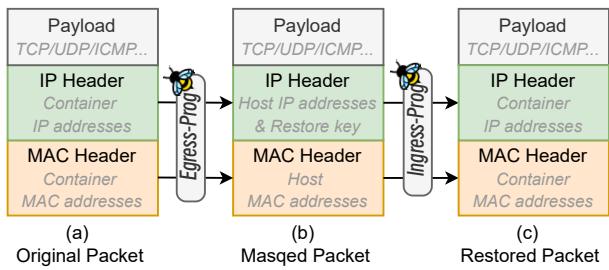 Payload
TCP/UDP/ICMP...
IP Header
Container
IP addresses
MAC Header
Container
MAC addresses
(a)
Original Packet
Egress-Prog
Payload
TCP/UDP/ICMP...
IP Header
Host IP addresses
& Restore key
MAC Header
Host
MAC addresses
(b)
Masqed Packet
Ingress-Prog
Payload
TCP/UDP/ICMP...
IP Header
Container
IP addresses
MAC Header
Container
MAC addresses
(c)
Restored Packet